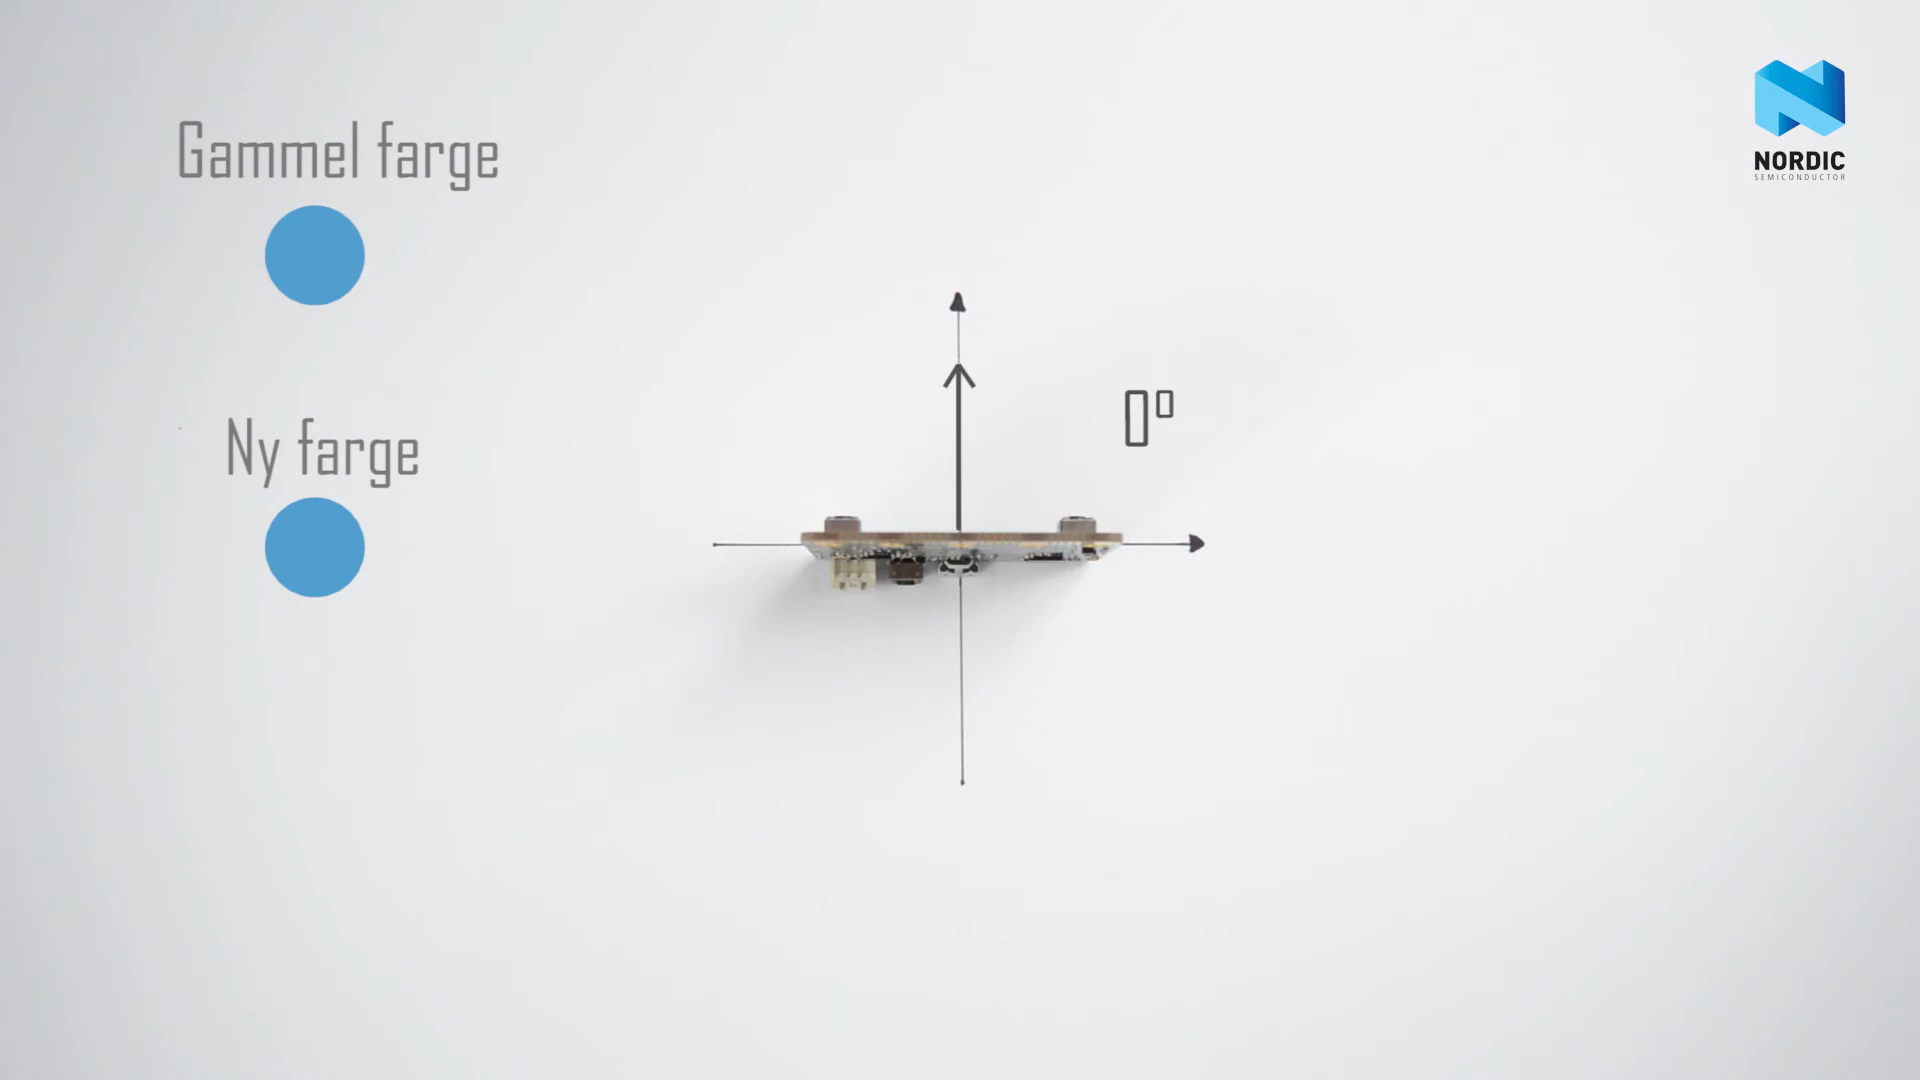 Gammel farge
NORDIC
SEMICONDUCTOR
0°
Ny farge